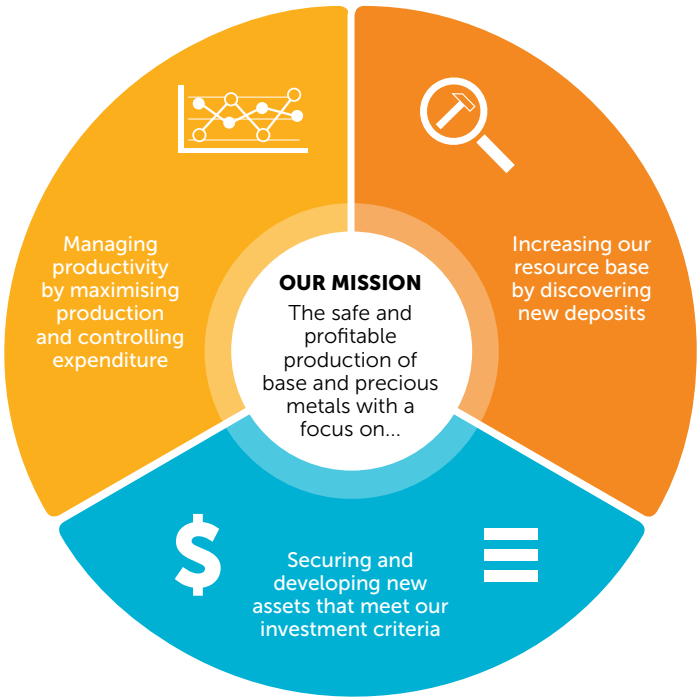 OUR MISSION
The safe and
profitable
production of
base and precious
metals with a
focus on...
Managing
productivity
by maximising
production
and controlling
expenditure
Increasing our
resource base
by discovering
new deposits
$
Securing and
developing new
assets that meet our
investment criteria